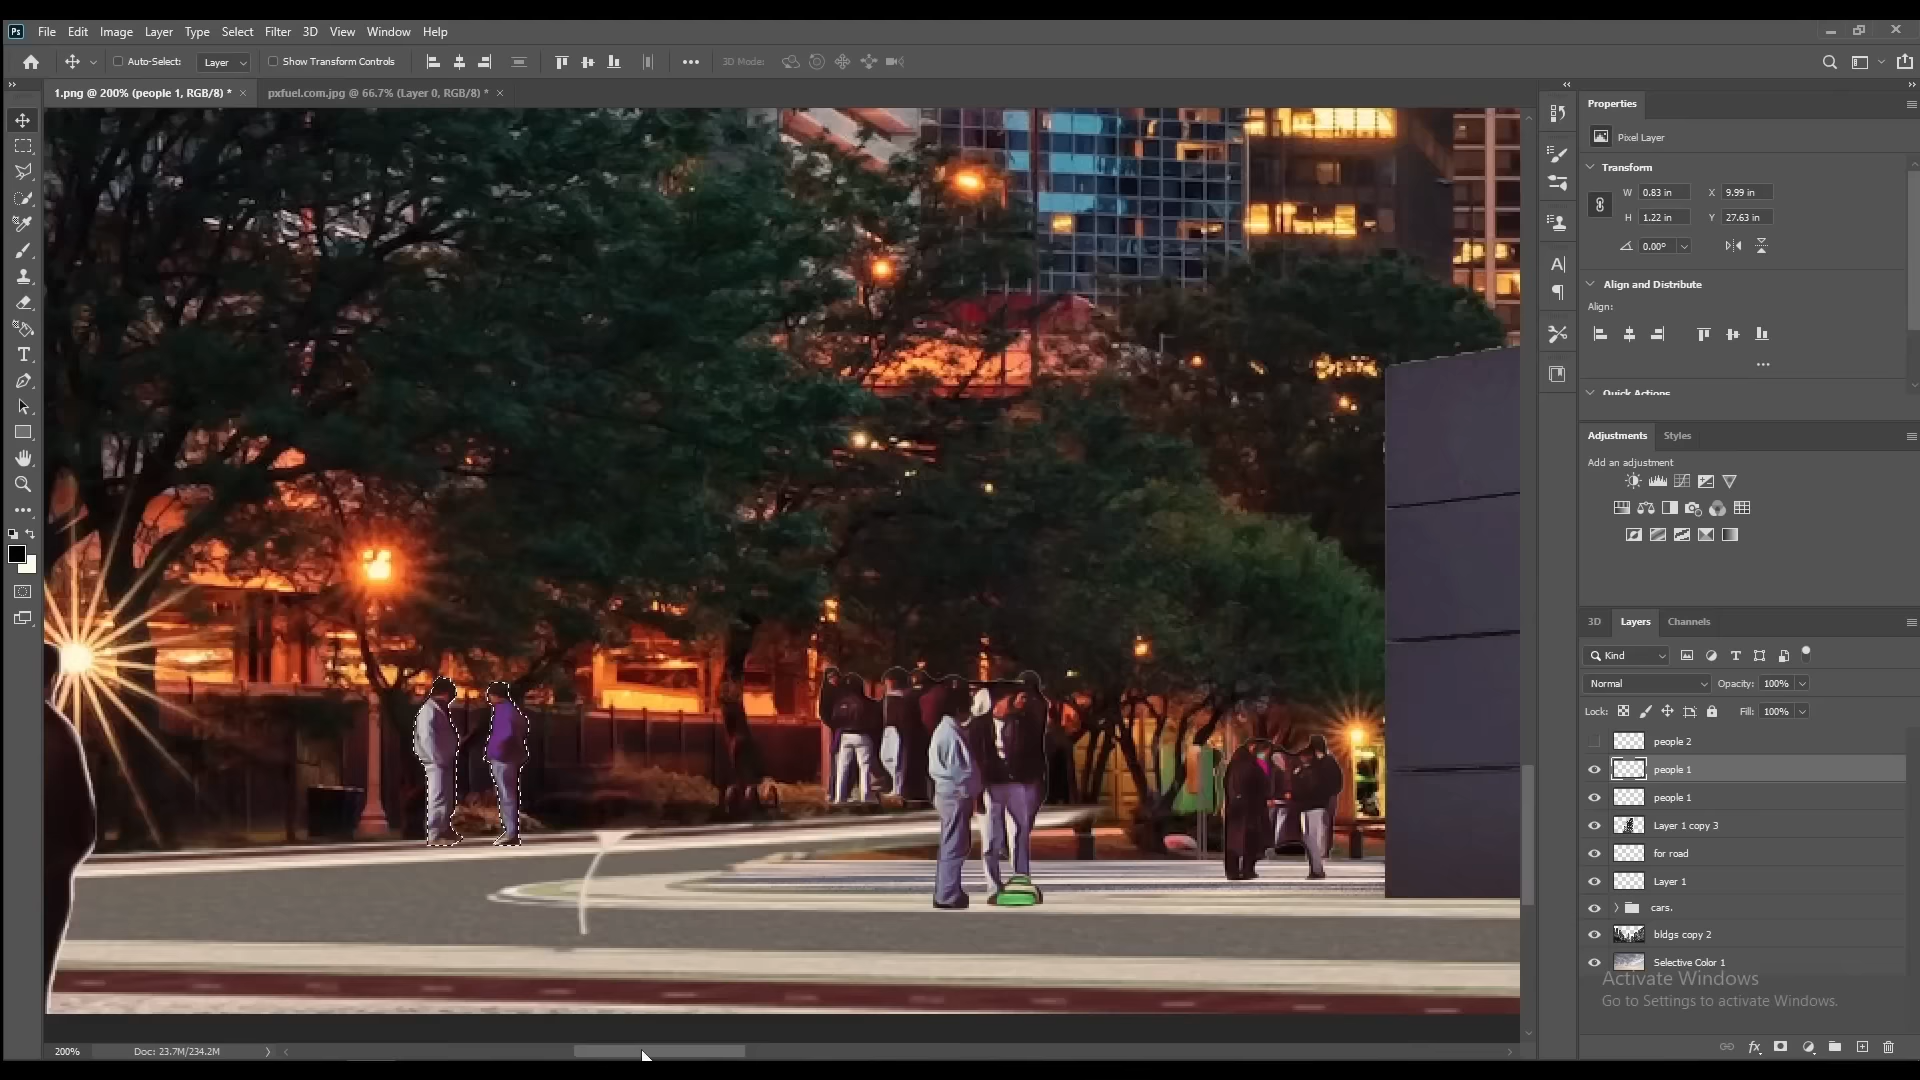 Ps File Edit Image Layer Type Select Filter 3D View Window Help
Auto-Select: Layer Show Transform Controls 3D Mode:
1.png @ 200% (people 1, RGB/8) * × pxfuel.com.jpg @ 66.7% (Layer 0, RGB/8) * ×
Properties
Pixel Layer
Transform
W 0.83 in X 9.99 in
H 1.22 in Y 27.63 in
0.00°
Align and Distribute
Align:
Quick Actions
Adjustments Styles
Add an adjustment
3D Layers Channels
Kind
Normal Opacity: 100%
Lock: Fill: 100%
people 2
people 1
people 1
Layer 1 copy 3
for road
Layer 1
cars.
bldgs copy 2
Selective Color 1
Activate Windows
Go to Settings to activate Windows.
200% Doc: 23.7M/234.2M